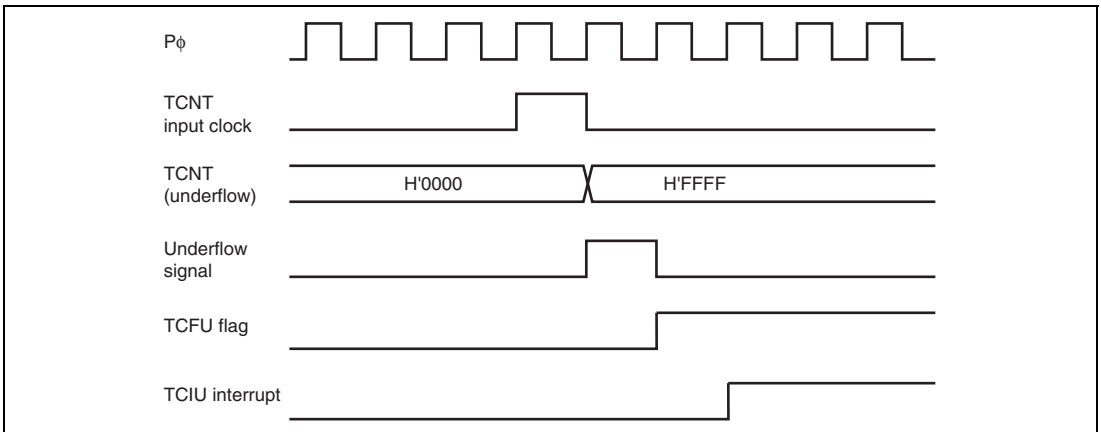 Pϕ
TCNT
input clock
TCNT
(underflow)
H'0000 H'FFFF
Underflow
signal
TCFU flag
TCIU interrupt